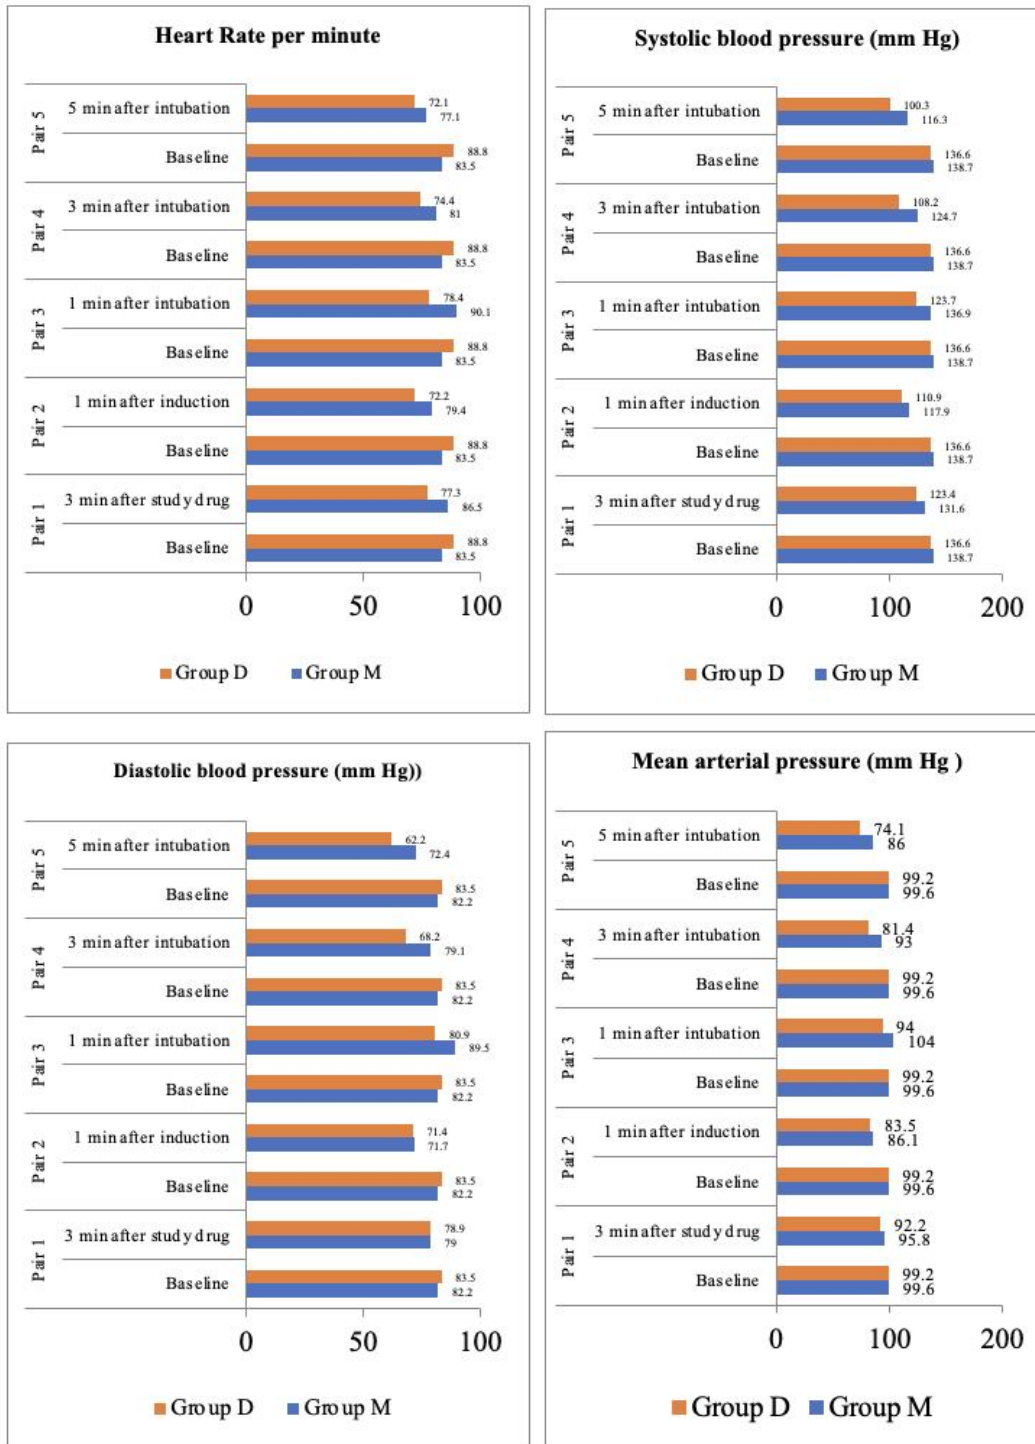 Heart Rate per minute
Pair 5
5 min after intubation
72.1
77.1
Baseline
88.8
83.5
Pair 4
3 min after intubation
74.4
81
Baseline
88.8
83.5
Pair 3
1 min after intubation
78.4
90.1
Baseline
88.8
83.5
Pair 2
1 min after induction
72.2
79.4
Baseline
88.8
83.5
Pair 1
3 min after study drug
77.3
86.5
Baseline
88.8
83.5
0 50 100
Group D Group M
Systolic blood pressure (mm Hg)
Pair 5
5 min after intubation
100.3
116.3
Baseline
136.6
138.7
Pair 4
3 min after intubation
108.2
124.7
Baseline
136.6
138.7
Pair 3
1 min after intubation
123.7
136.9
Baseline
136.6
138.7
Pair 2
1 min after induction
110.9
117.9
Baseline
136.6
138.7
Pair 1
3 min after study drug
123.4
131.6
Baseline
136.6
138.7
0 100 200
Group D Group M
Diastolic blood pressure (mm Hg))
Pair 5
5 min after intubation
62.2
72.4
Baseline
83.5
82.2
Pair 4
3 min after intubation
68.2
79.1
Baseline
83.5
82.2
Pair 3
1 min after intubation
80.9
89.5
Baseline
83.5
82.2
Pair 2
1 min after induction
71.4
71.7
Baseline
83.5
82.2
Pair 1
3 min after study drug
78.9
79
Baseline
83.5
82.2
0 50 100
Group D Group M
Mean arterial pressure (mm Hg )
Pair 5
5 min after intubation
74.1
86
Baseline
99.2
99.6
Pair 4
3 min after intubation
81.4
93
Baseline
99.2
99.6
Pair 3
1 min after intubation
94
104
Baseline
99.2
99.6
Pair 2
1 min after induction
83.5
86.1
Baseline
99.2
99.6
Pair 1
3 min after study drug
92.2
95.8
Baseline
99.2
99.6
0 100 200
Group D Group M